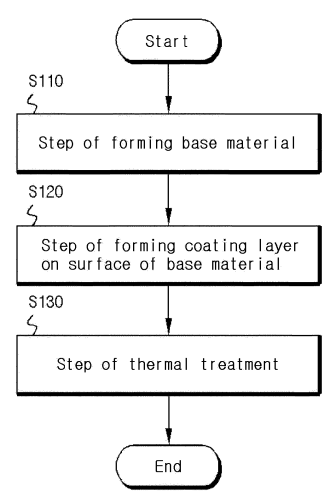 Start
S110
Step of forming base material
S120
Step of forming coating layer
on surface of base material
S130
Step of thermal treatment
End